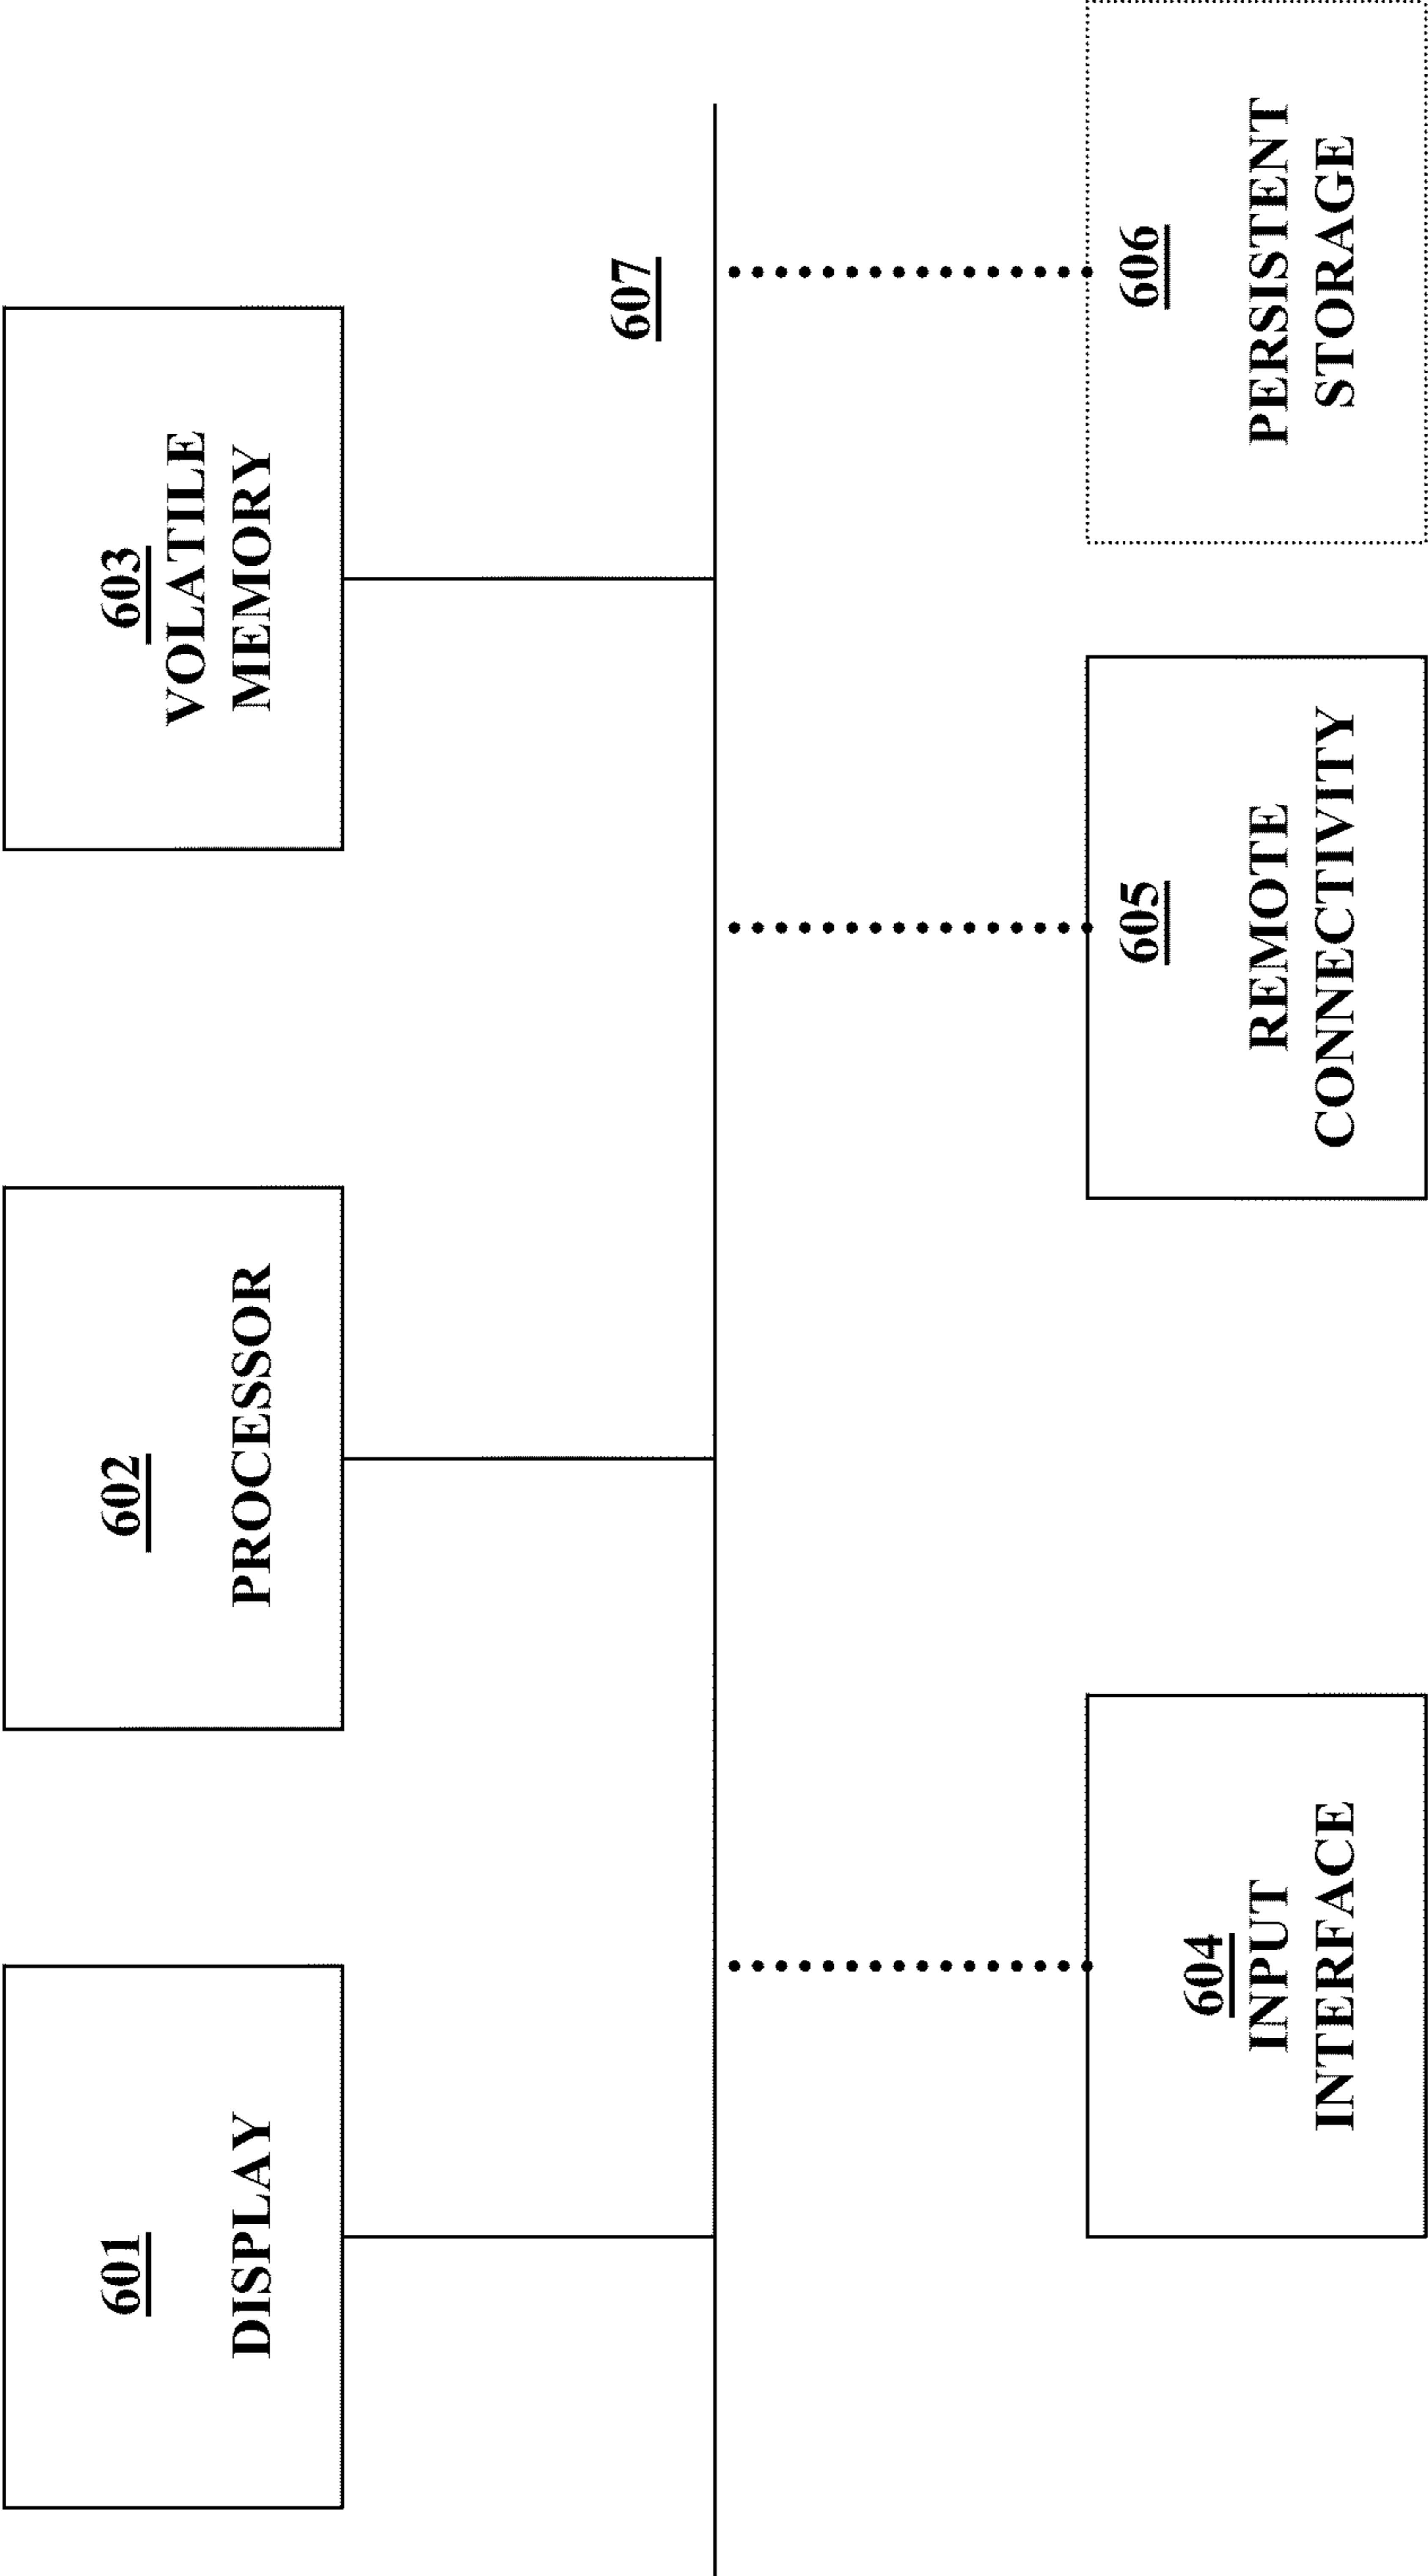 601
DISPLAY
602
PROCESSOR
603
VOLATILE
MEMORY
607
604
INPUT
INTERFACE
605
REMOTE
CONNECTIVITY
606
PERSISTENT
STORAGE